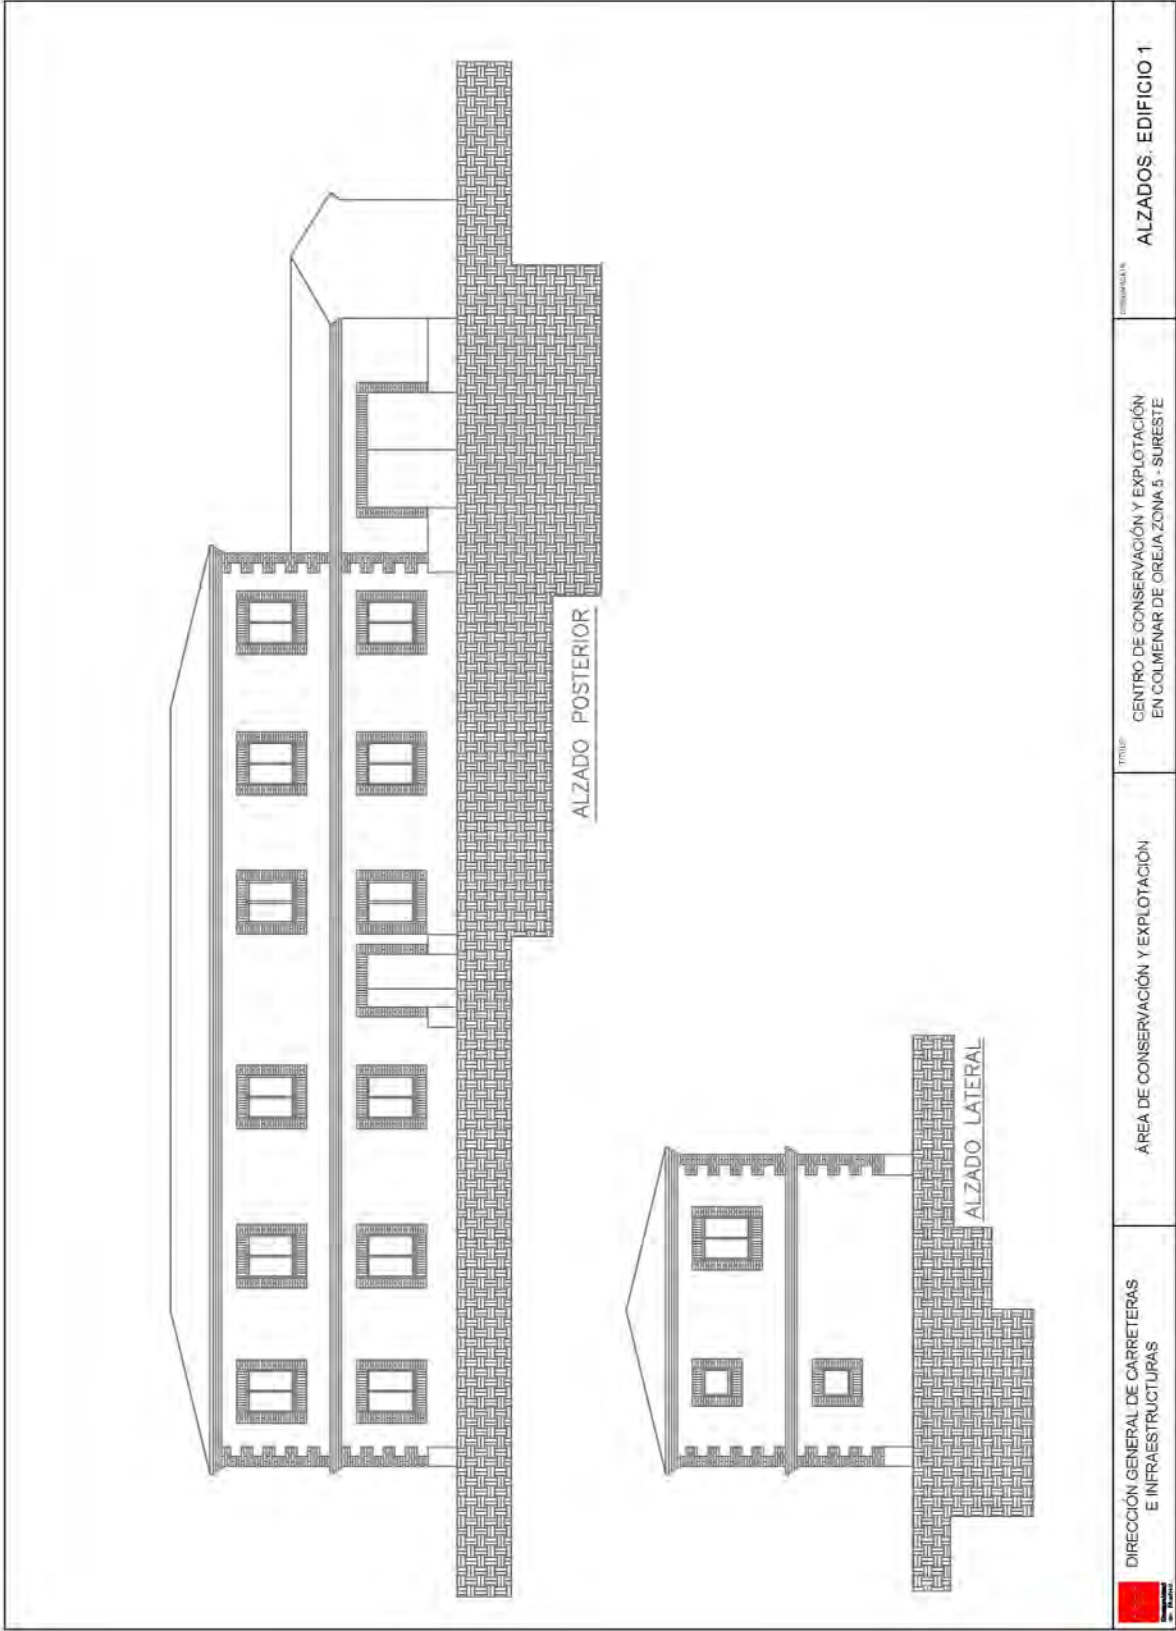 ALZADO POSTERIOR
ALZADO LATERAL
DIRECCIÓN GENERAL DE CARRETERAS
E INFRAESTRUCTURAS
ÁREA DE CONSERVACIÓN Y EXPLOTACIÓN
TITULO
CENTRO DE CONSERVACIÓN Y EXPLOTACIÓN
EN COLMENAR DE OREJA ZONA 5 - SURESTE
ALZADOS. EDIFICIO 1